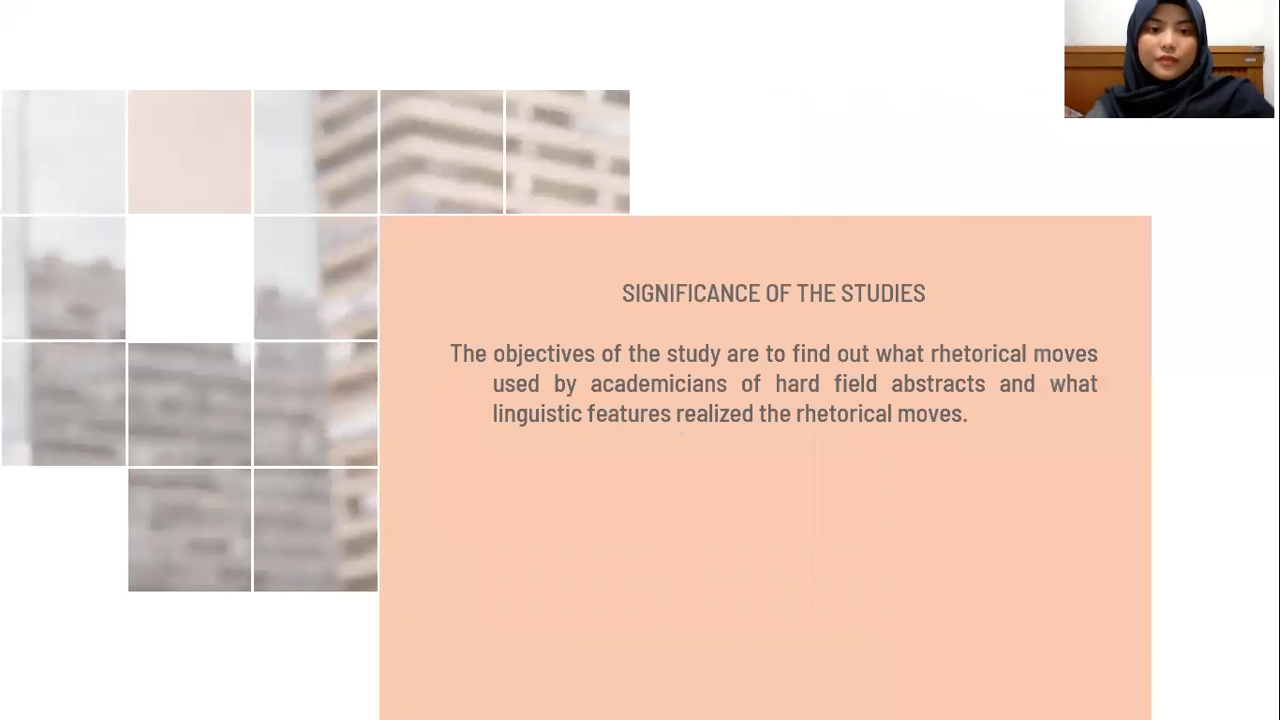 SIGNIFICANCE OF THE STUDIES
The objectives of the study are to find out what rhetorical moves
used by academicians of hard field abstracts and what
linguistic features realized the rhetorical moves.